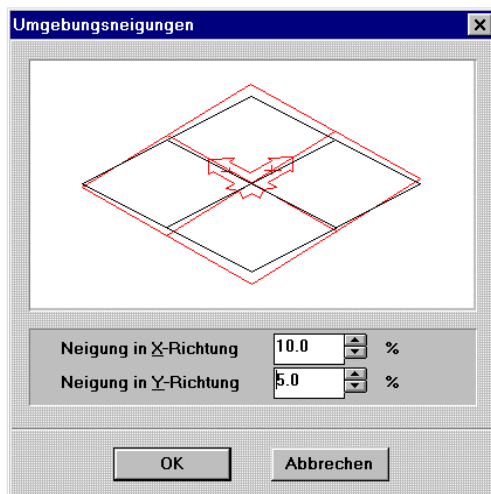 Umgebungsneigungen
Neigung in X-Richtung 10.0 %
Neigung in Y-Richtung 5.0 %
OK Abbrechen